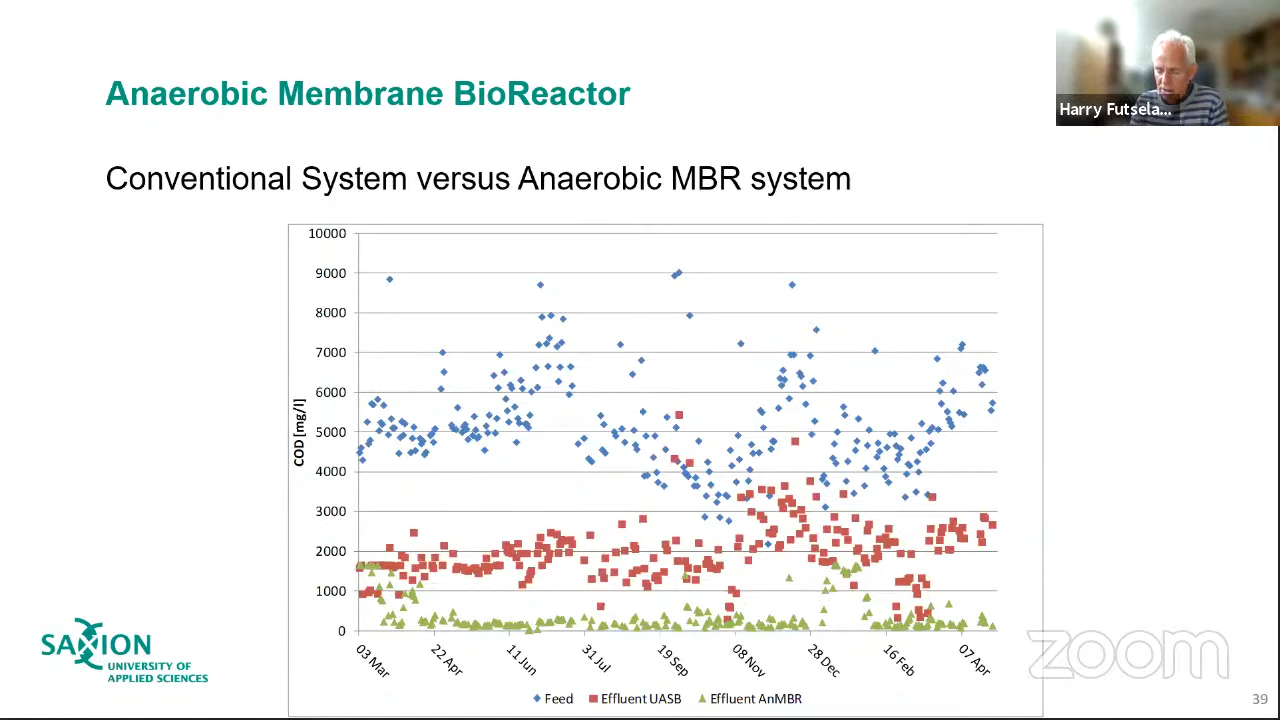 Harry Futsela...
Anaerobic Membrane BioReactor
Conventional System versus Anaerobic MBR system
COD [mg/l]
10000
9000
8000
7000
6000
5000
4000
3000
2000
1000
0
03 Mar
22 Apr
11 Jun
31 Jul
19 Sep
08 Nov
28 Dec
16 Feb
07 Apr
Feed
Effluent UASB
Effluent AnMBR
SAXION
UNIVERSITY OF
APPLIED SCIENCES
zoom
39